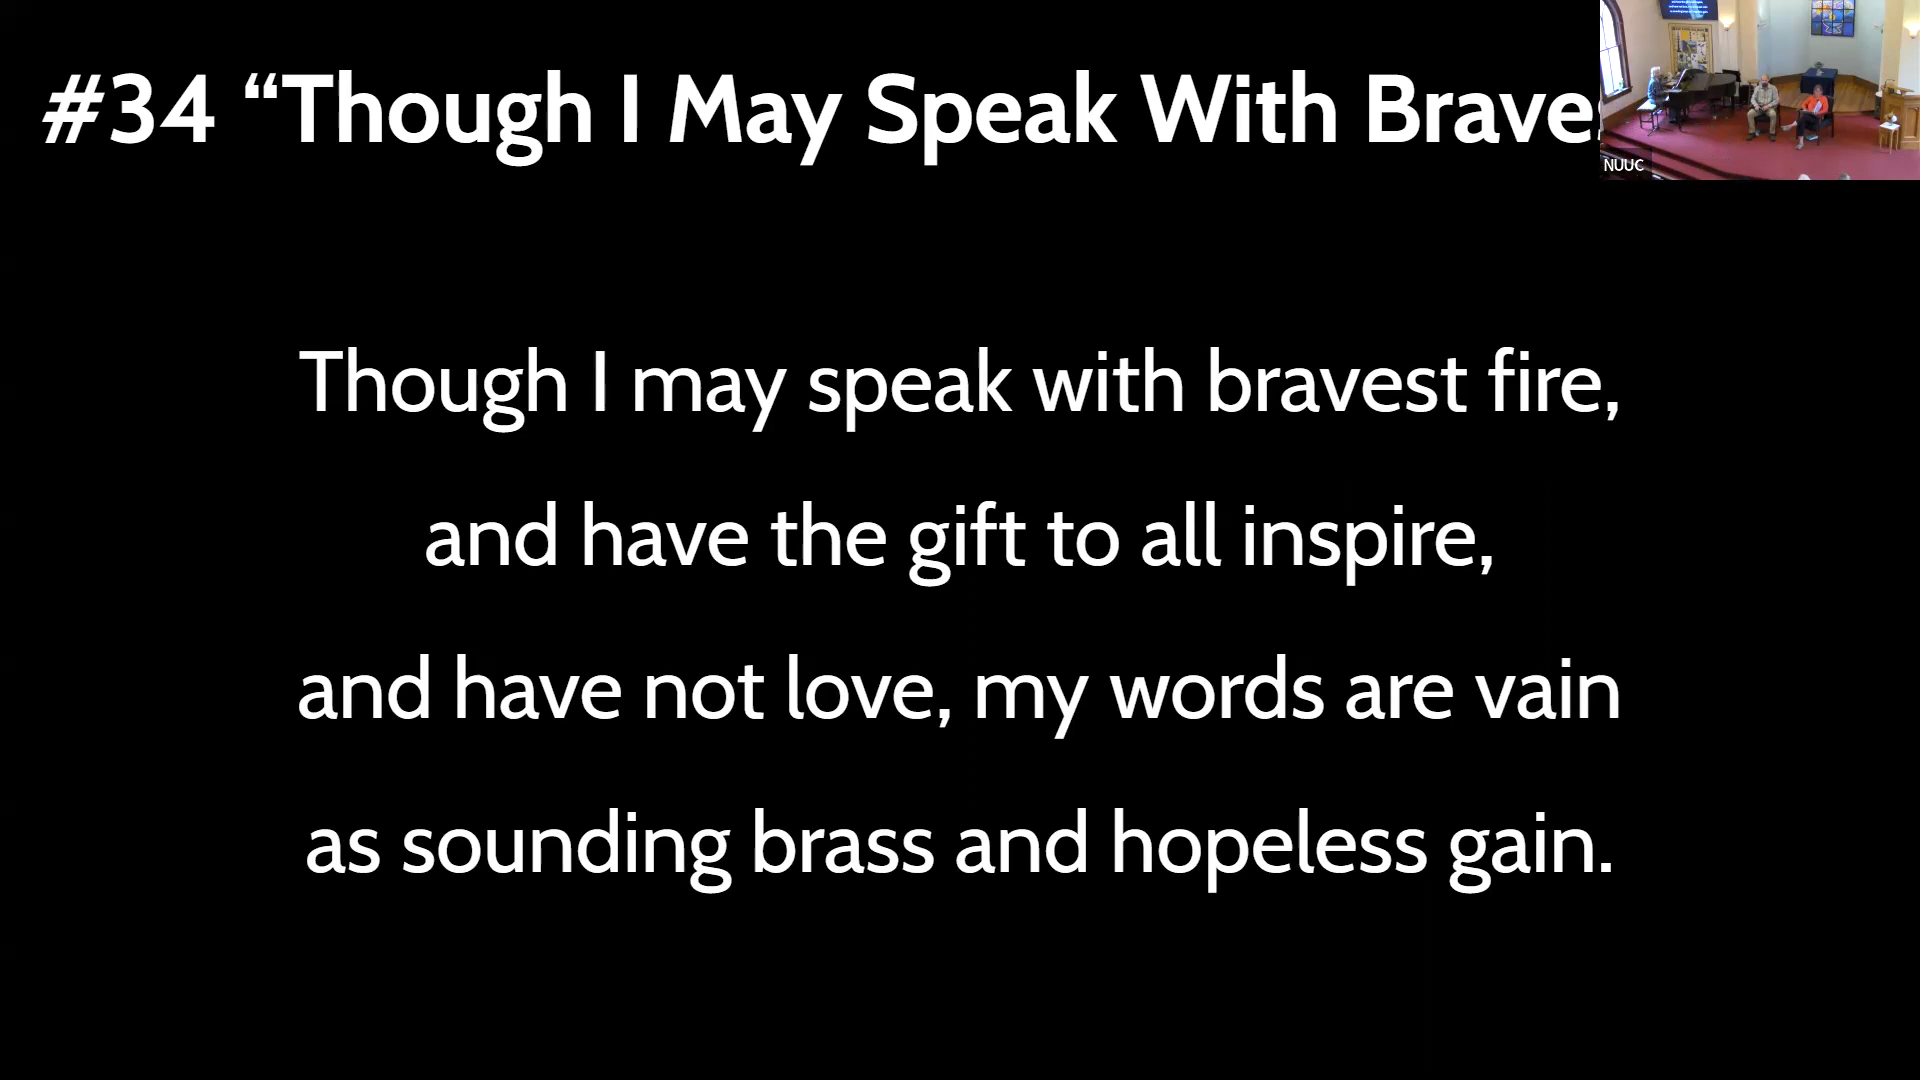 #34 “Though I May Speak With Brave
NUUC
Though I may speak with bravest fire,
and have the gift to all inspire,
and have not love, my words are vain
as sounding brass and hopeless gain.